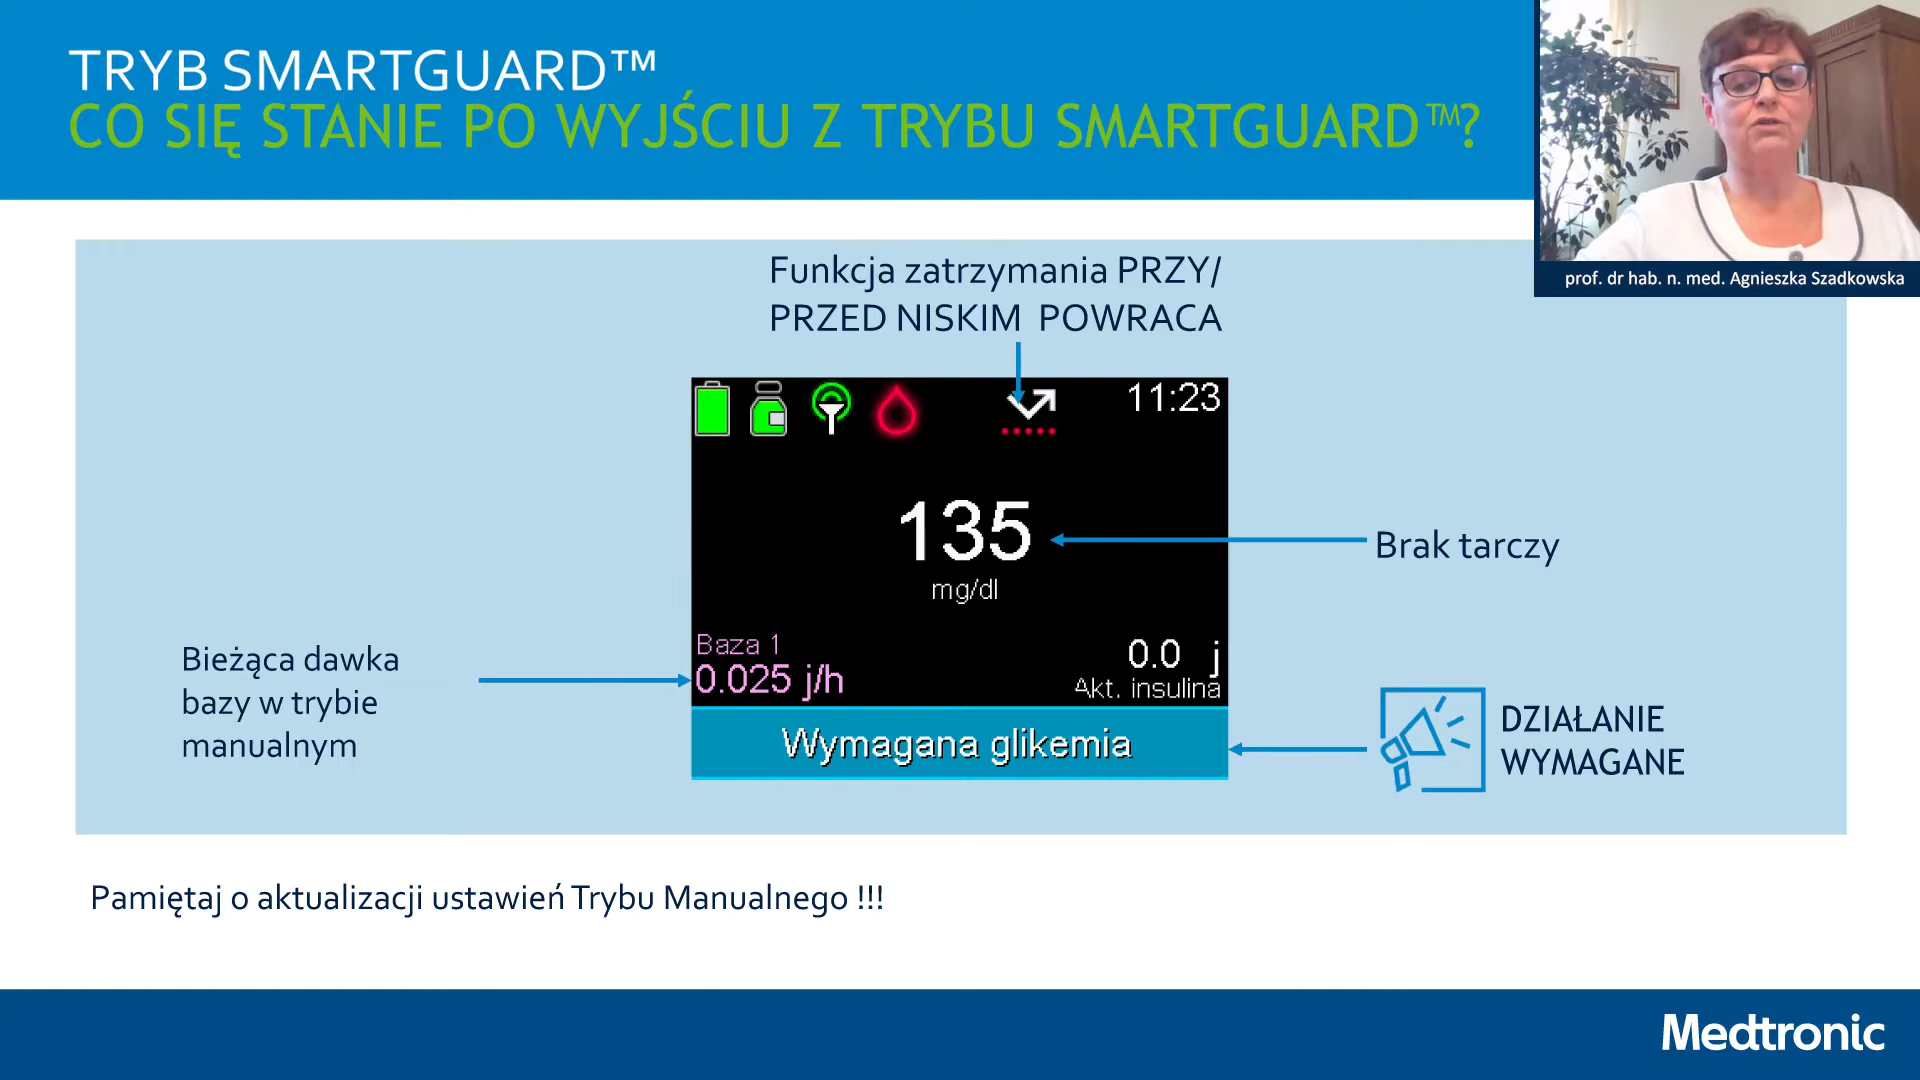 TRYB SMARTGUARD™
CO SIĘ STANIE PO WYJŚCIU Z TRYBU SMARTGUARD™?
prof. dr hab. n. med. Agnieszka Szadkowska
Funkcja zatrzymania PRZY/
PRZED NISKIM POWRACA
11:23
135
mg/dl
Brak tarczy
Bieżąca dawka
bazy w trybie
manualnym
Baza 1
0.025 j/h
0.0 j
Akt. insulina
Wymagana glikemia
DZIAŁANIE
WYMAGANE
Pamiętaj o aktualizacji ustawień Trybu Manualnego !!!
Medtronic